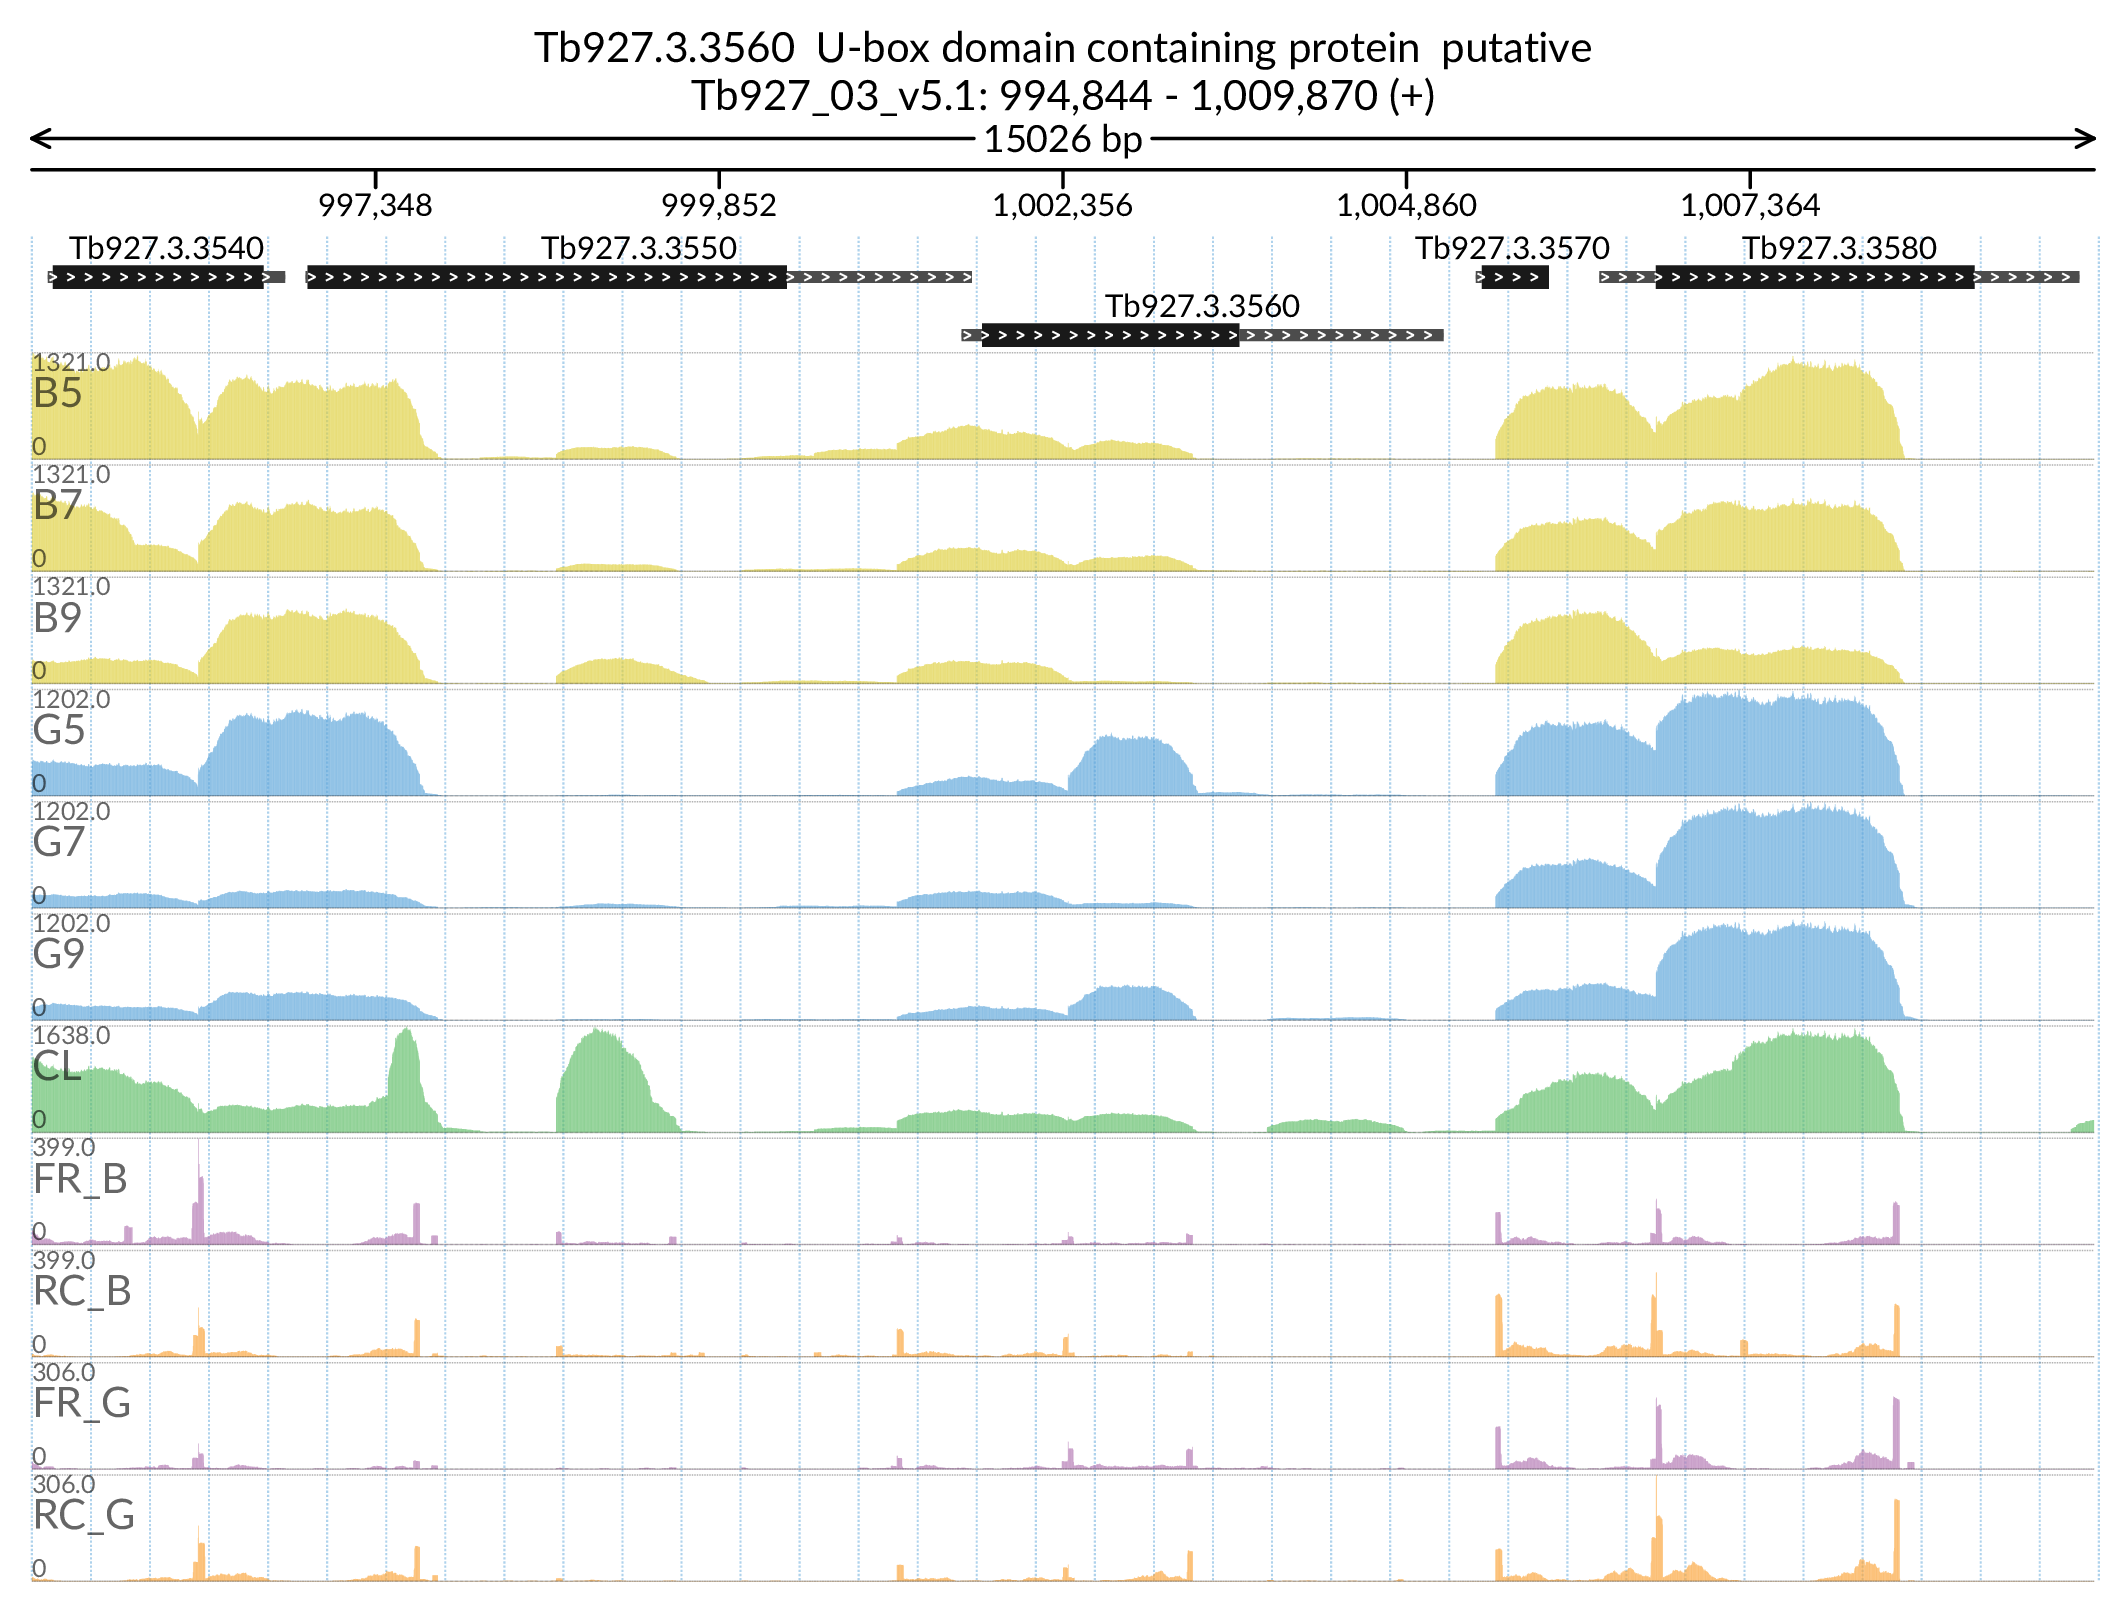 Tb927.3.3560  U-box domain containing protein  putative
Tb927_03_v5.1: 994,844 - 1,009,870 (+)
15026 bp
997,348 999,852 1,002,356 1,004,860 1,007,364
Tb927.3.3540 Tb927.3.3550 Tb927.3.3570 Tb927.3.3580
Tb927.3.3560
1321.0
B5
0
1321.0
B7
0
1321.0
B9
0
1202.0
G5
0
1202.0
G7
0
1202.0
G9
0
1638.0
CL
0
399.0
FR_B
0
399.0
RC_B
0
306.0
FR_G
0
306.0
RC_G
0